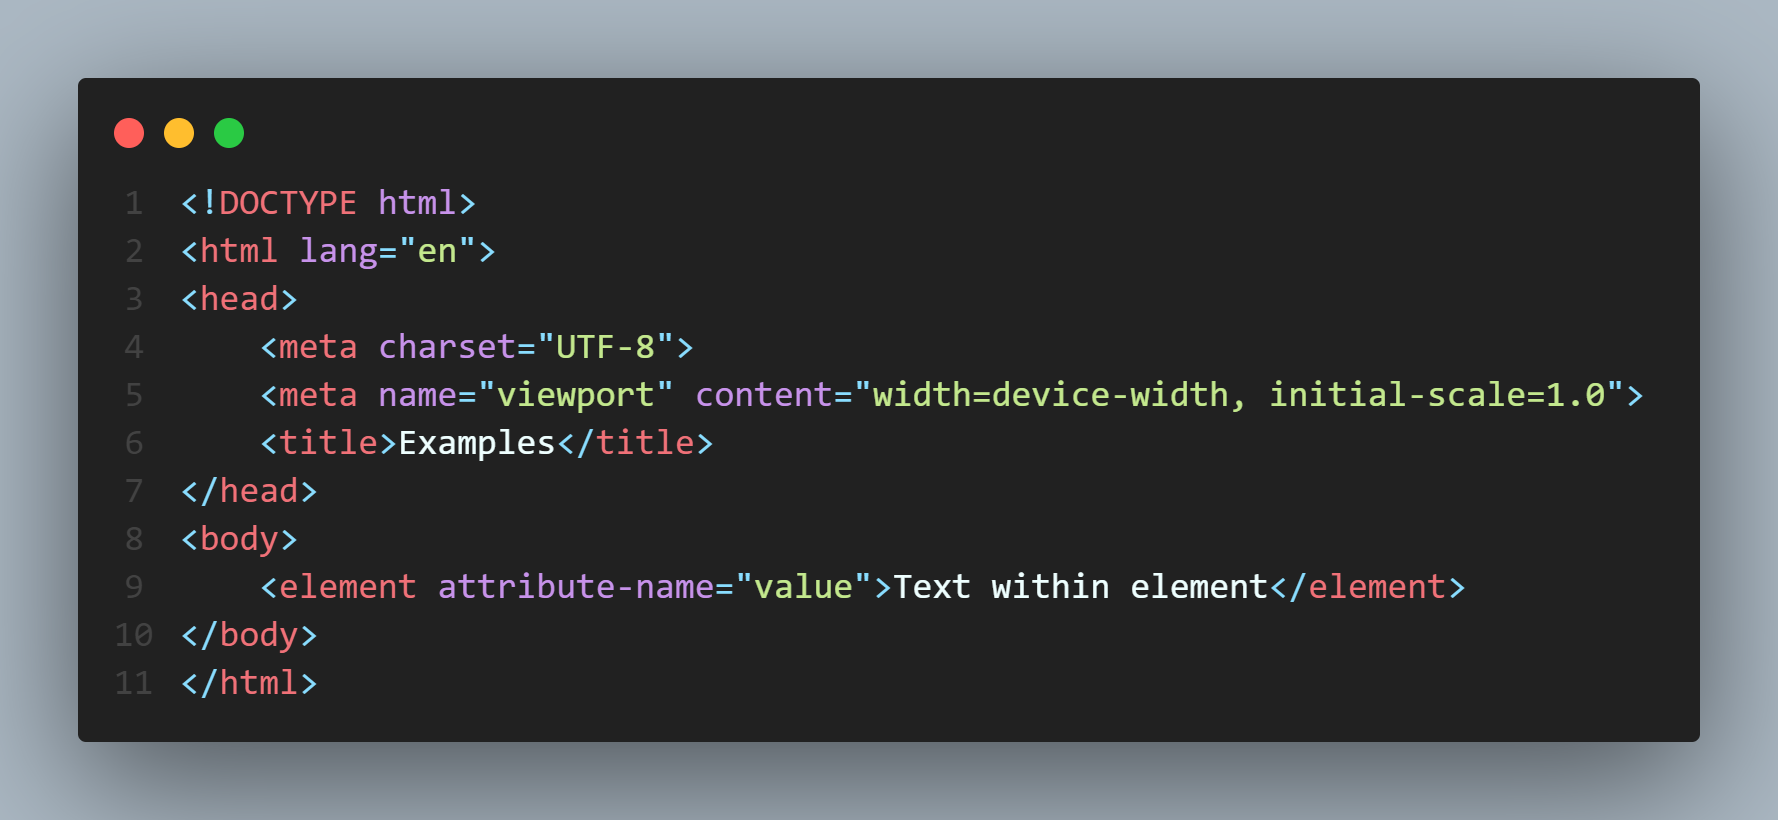 1 <!DOCTYPE html>
2 <html lang="en">
3 <head>
4     <meta charset="UTF-8">
5     <meta name="viewport" content="width=device-width, initial-scale=1.0">
6     <title>Examples</title>
7 </head>
8 <body>
9     <element attribute-name="value">Text within element</element>
10 </body>
11 </html>